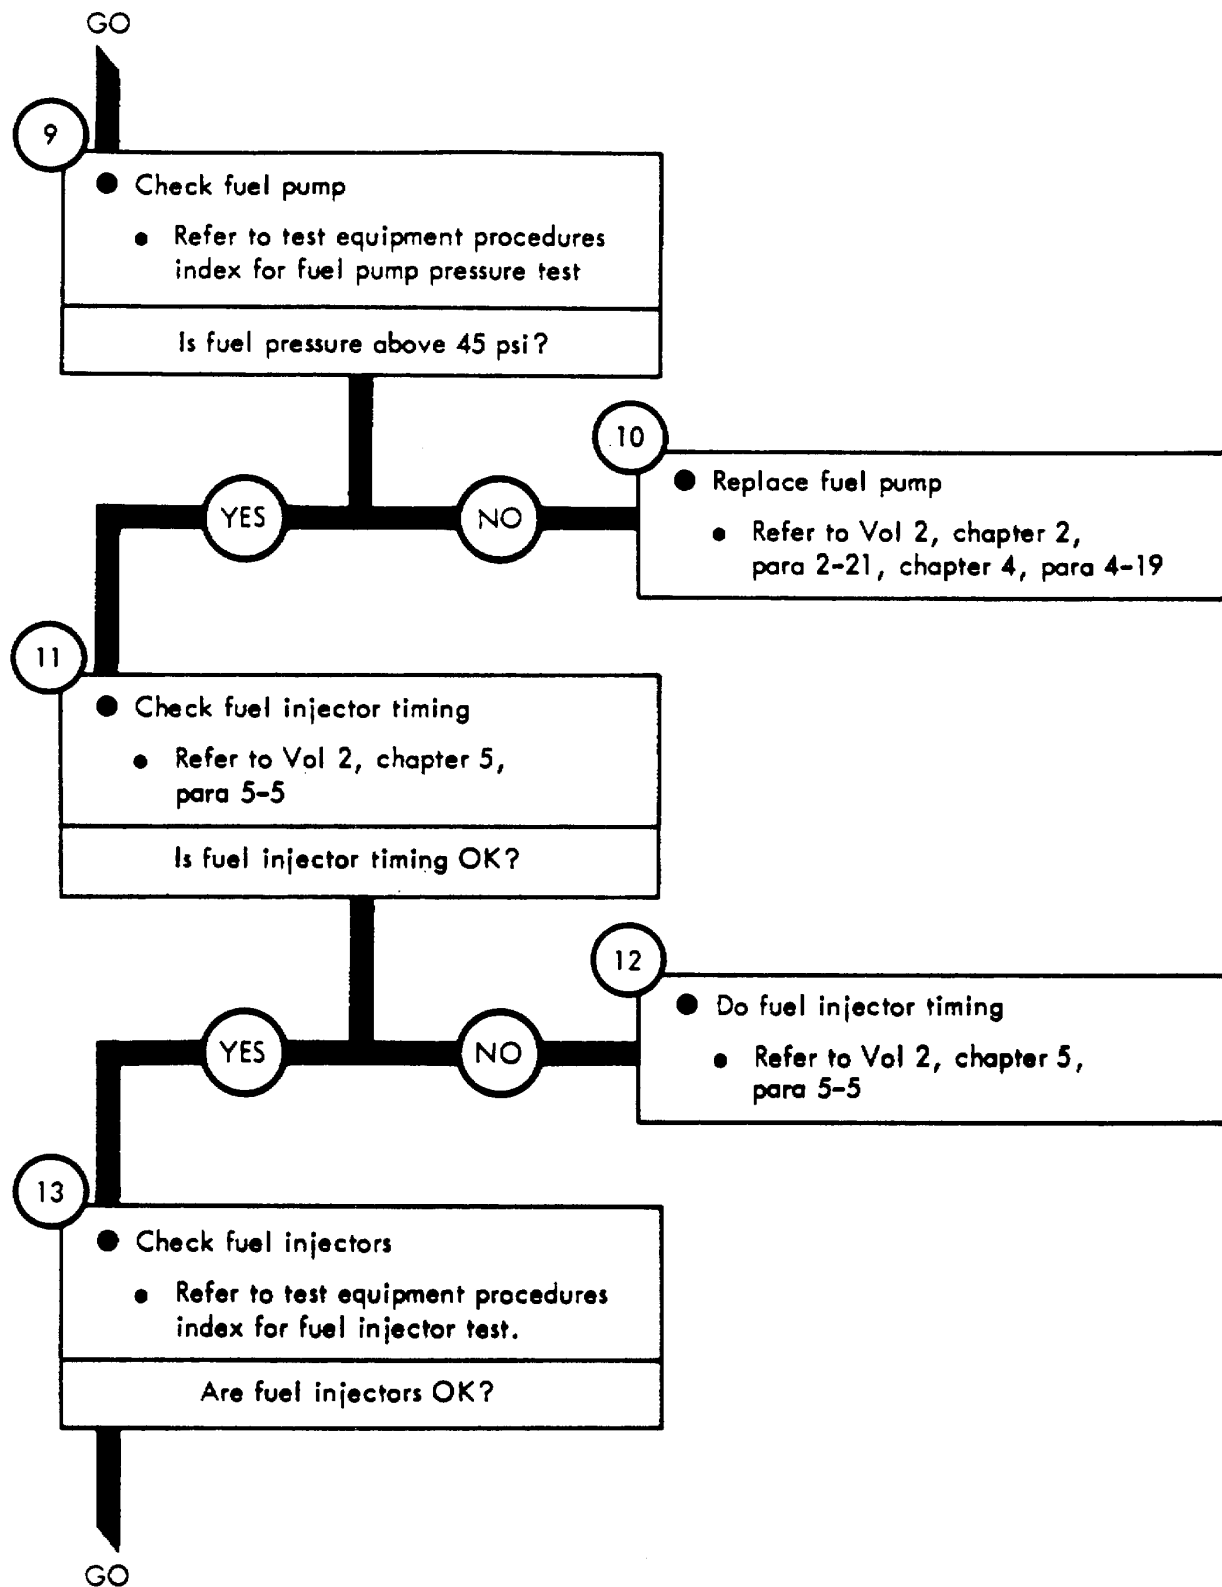 GO
9
● Check fuel pump
● Refer to test equipment procedures
index for fuel pump pressure test
Is fuel pressure above 45 psi?
YES
NO
10
● Replace fuel pump
● Refer to Vol 2, chapter 2,
para 2-21, chapter 4, para 4-19
11
● Check fuel injector timing
● Refer to Vol 2, chapter 5,
para 5-5
Is fuel injector timing OK?
YES
NO
12
● Do fuel injector timing
● Refer to Vol 2, chapter 5,
para 5-5
13
● Check fuel injectors
● Refer to test equipment procedures
index for fuel injector test.
Are fuel injectors OK?
GO